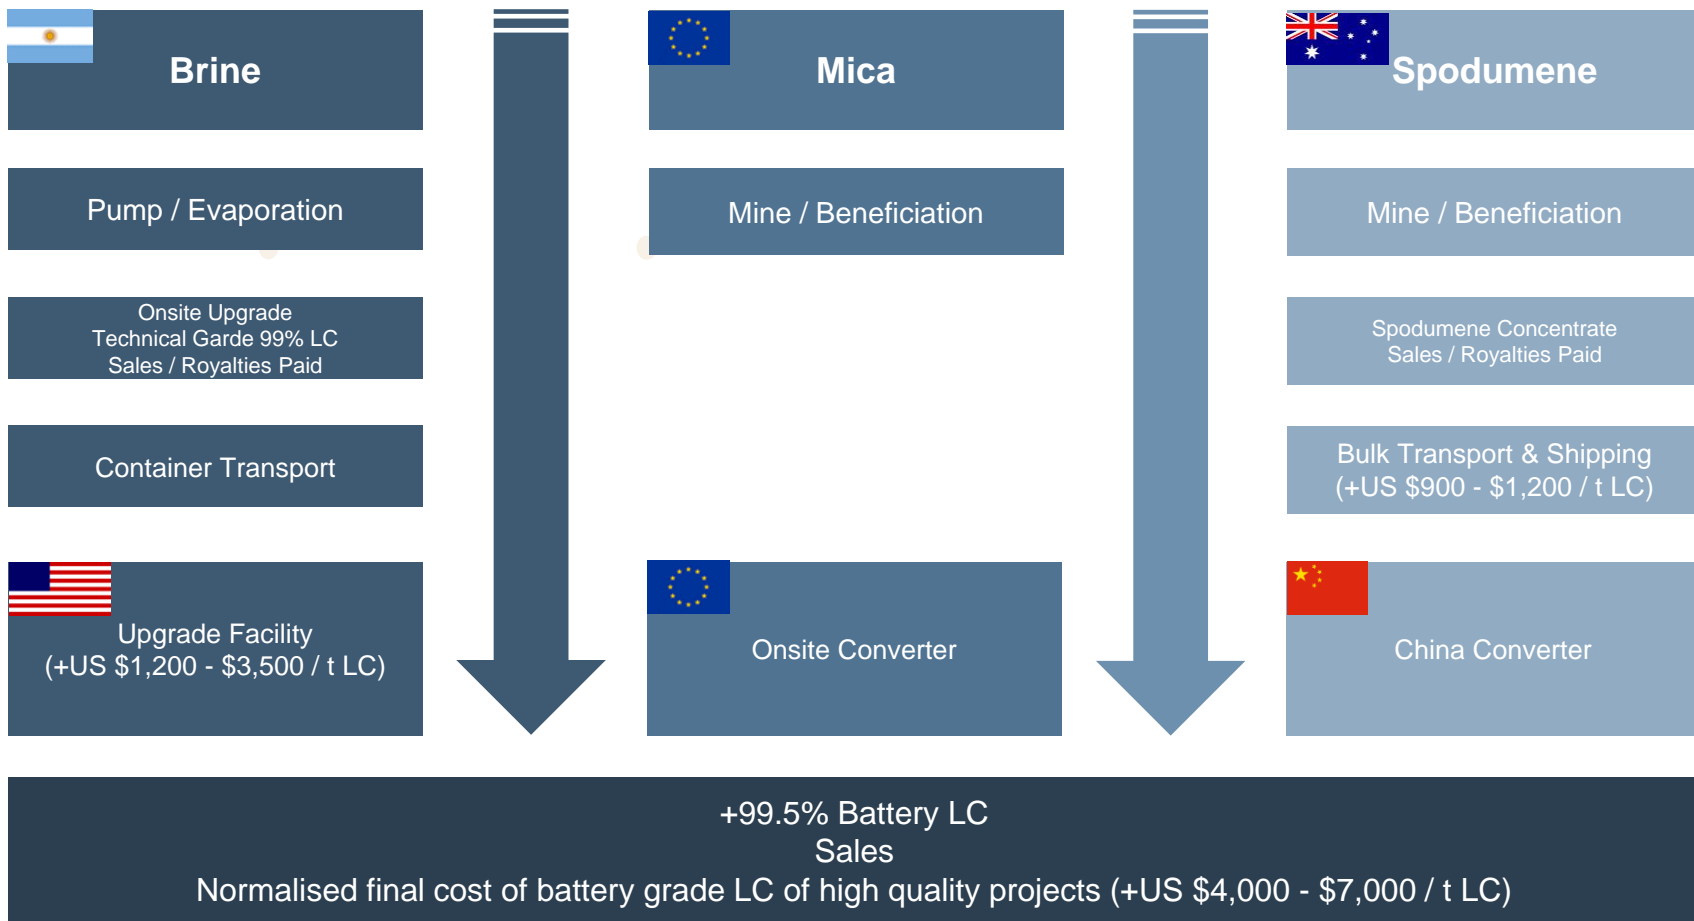 Brine
Mica
Spodumene
Pump / Evaporation
Mine / Beneficiation
Mine / Beneficiation
Onsite Upgrade
Technical Garde 99% LC
Sales / Royalties Paid
Spodumene Concentrate
Sales / Royalties Paid
Container Transport
Bulk Transport & Shipping
(+US $900 - $1,200 / t LC)
Upgrade Facility
(+US $1,200 - $3,500 / t LC)
Onsite Converter
China Converter
+99.5% Battery LC
Sales
Normalised final cost of battery grade LC of high quality projects (+US $4,000 - $7,000 / t LC)